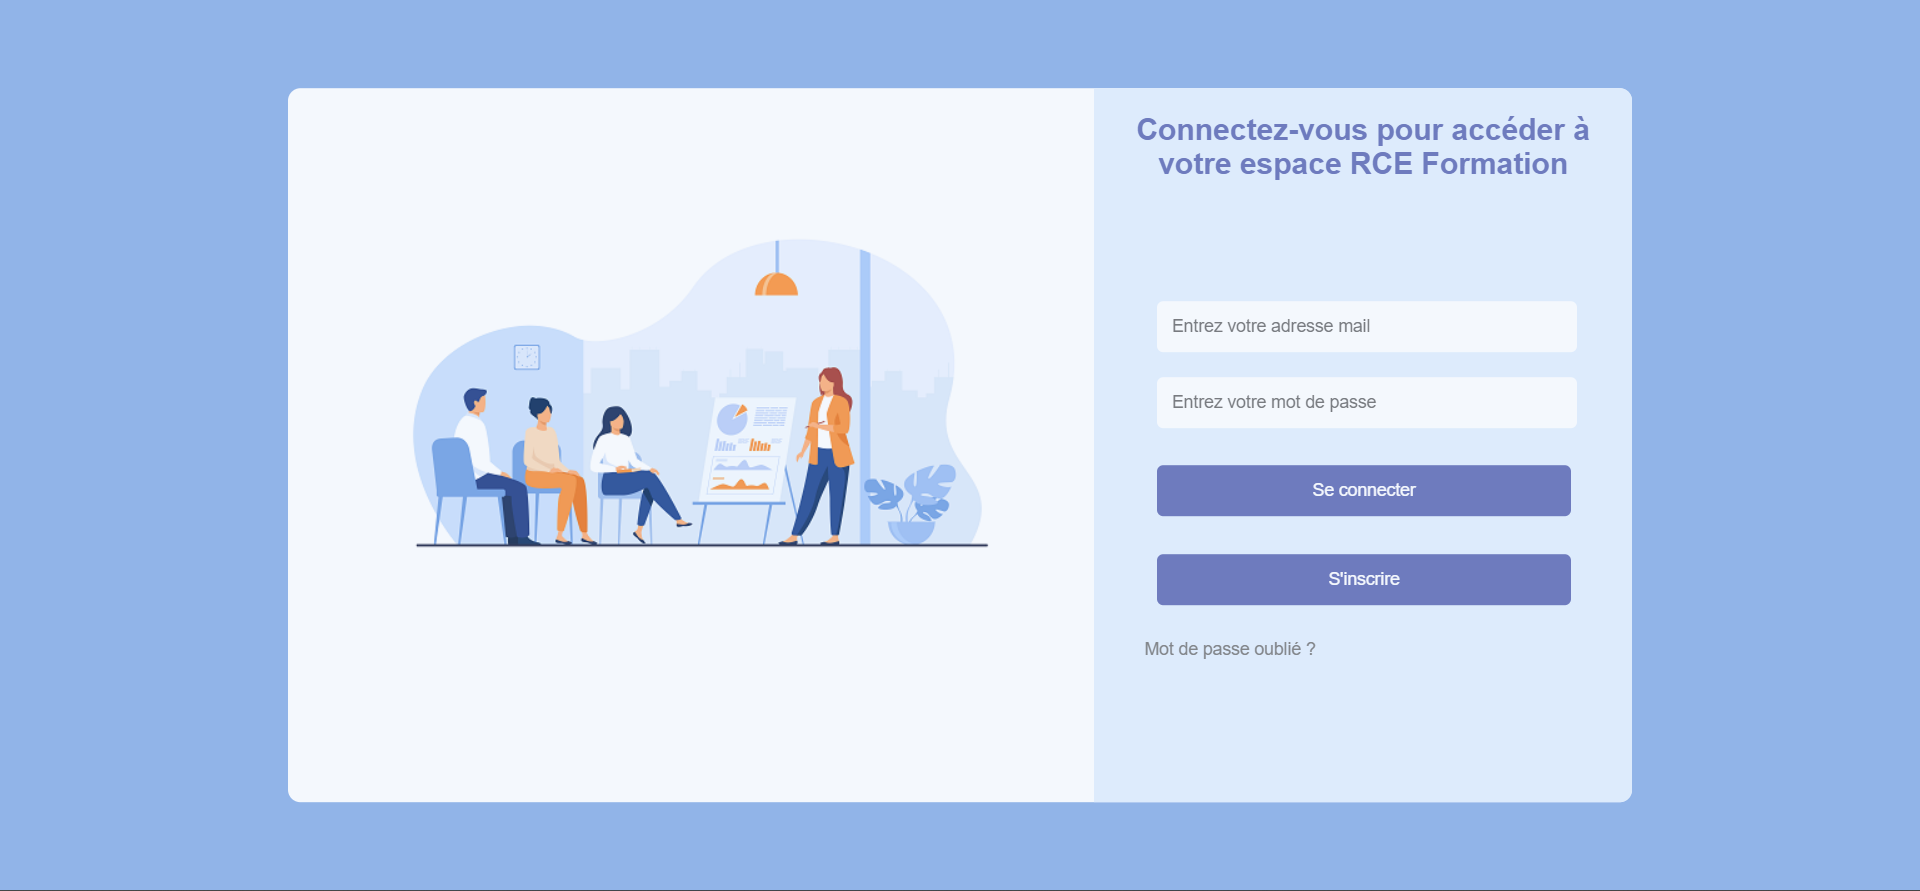 Connectez-vous pour accéder à
votre espace RCE Formation
Entrez votre adresse mail
Entrez votre mot de passe
Se connecter
S'inscrire
Mot de passe oublié ?